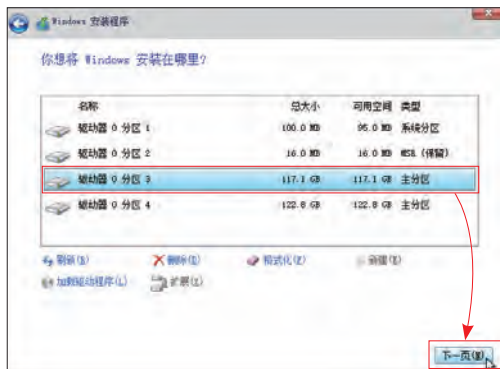 Windows 安装程序
你想将 Windows 安装在哪里?
名称 总大小 可用空间 类型
驱动器 0 分区 1 100.0 MB 95.0 MB 系统分区
驱动器 0 分区 2 16.0 MB 16.0 MB MSR (保留)
驱动器 0 分区 3 117.1 GB 117.1 GB 主分区
驱动器 0 分区 4 122.8 GB 122.8 GB 主分区
刷新(R) 删除(D) 格式化(F) 新建(E)
加载驱动程序(L) 扩展(X)
下一页(N)